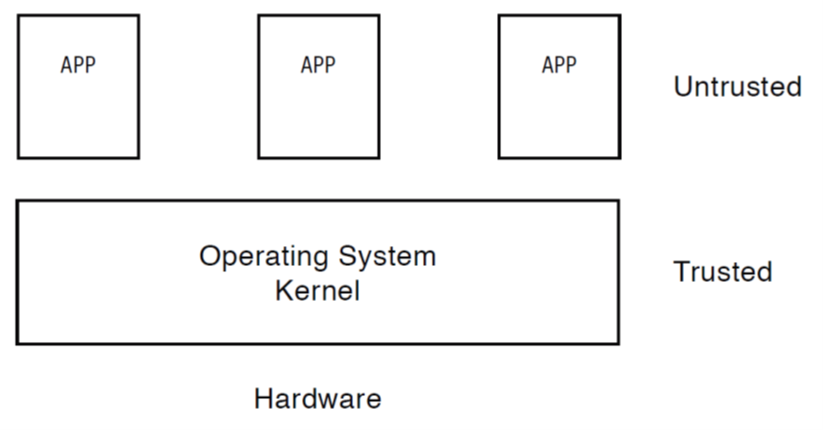 APP
APP
APP
Untrusted
Operating System
Kernel
Trusted
Hardware